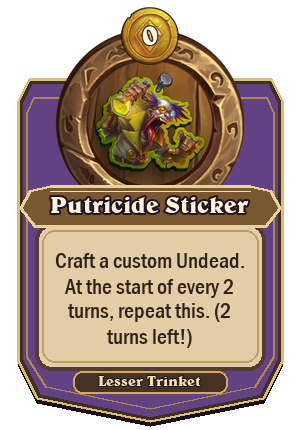 0
Putricide Sticker
Craft a custom Undead.
At the start of every 2
turns, repeat this. (2
turns left!)
Lesser Trinket